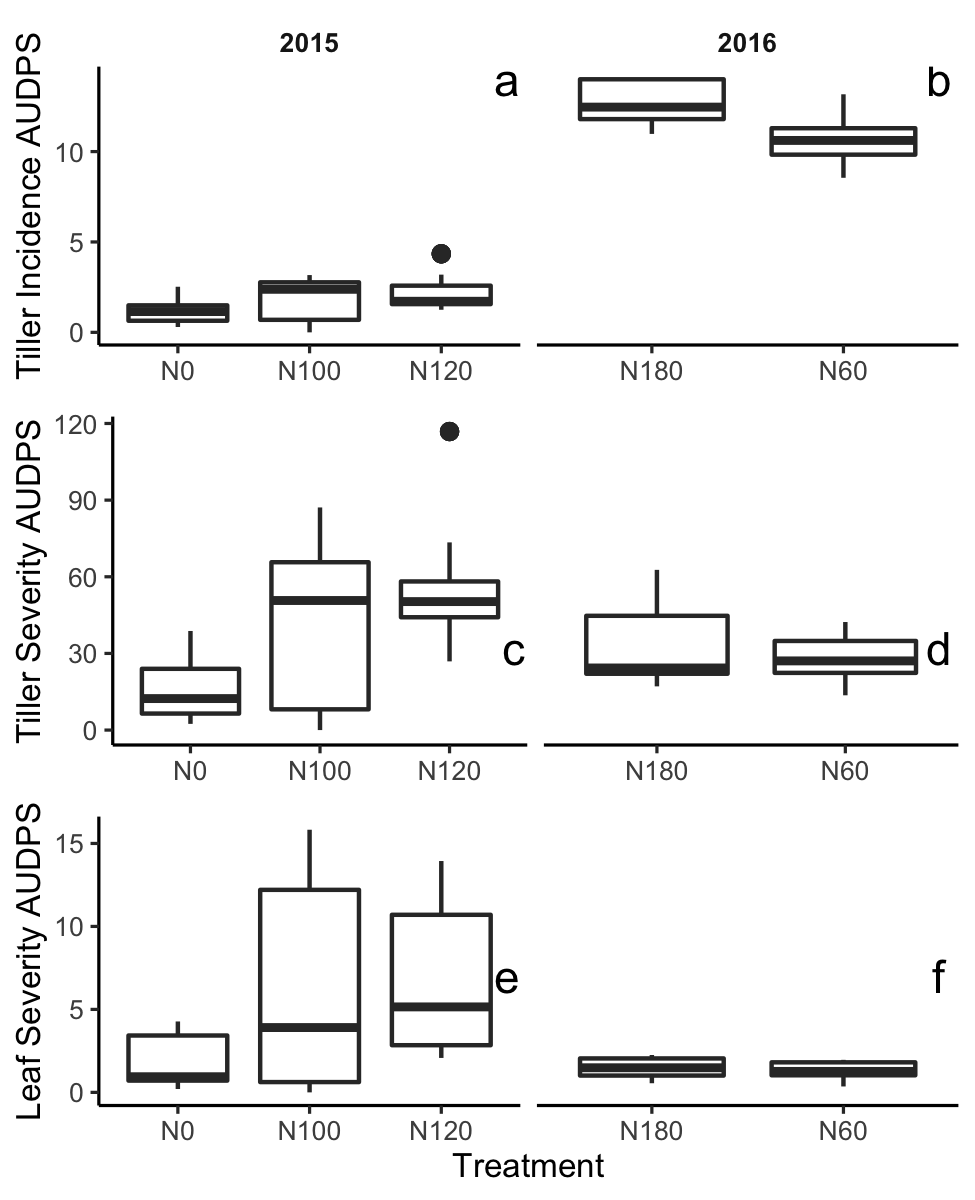 2015
2016
Tiller Incidence AUDPS
a
b
10
5
0
N0
N100
N120
N180
N60
Tiller Severity AUDPS
120
90
60
30
0
c
d
N0
N100
N120
N180
N60
Leaf Severity AUDPS
15
10
5
0
e
f
N0
N100
N120
N180
N60
Treatment